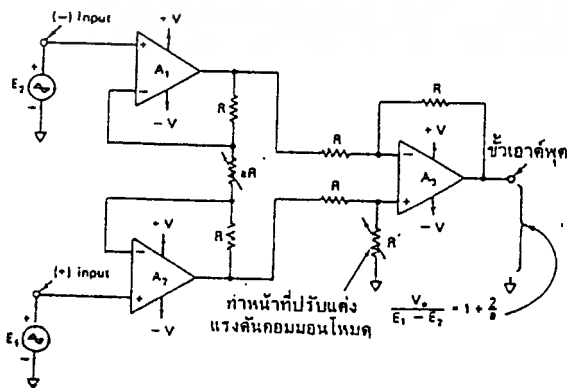 (−) Input
+ V
+
A₁
−
− V
+
E₂
−
R
aR
R
R
R
R
R'
+ V
−
A₃
+
− V
ขั้วเอาต์พุต
+ V
−
A₂
+
− V
(+) input
+
E₁
−
ทำหน้าที่ปรับแต่ง
แรงดันคอมมอนโหมด
Vₒ / (E₁ − E₂) = 1 + 2/a